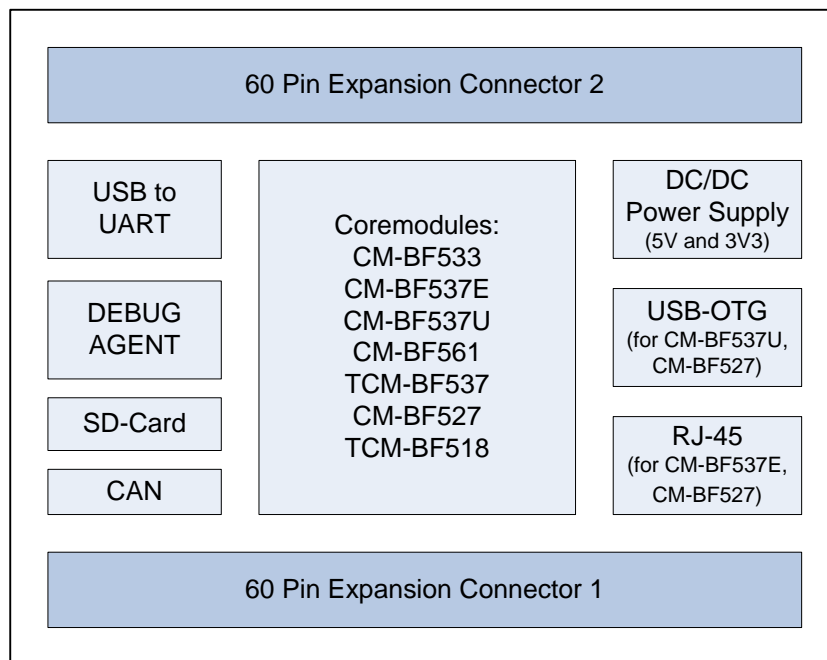 60 Pin Expansion Connector 2
USB to
UART
DEBUG
AGENT
SD-Card
CAN
Coremodules:
CM-BF533
CM-BF537E
CM-BF537U
CM-BF561
TCM-BF537
CM-BF527
TCM-BF518
DC/DC
Power Supply
(5V and 3V3)
USB-OTG
(for CM-BF537U,
CM-BF527)
RJ-45
(for CM-BF537E,
CM-BF527)
60 Pin Expansion Connector 1